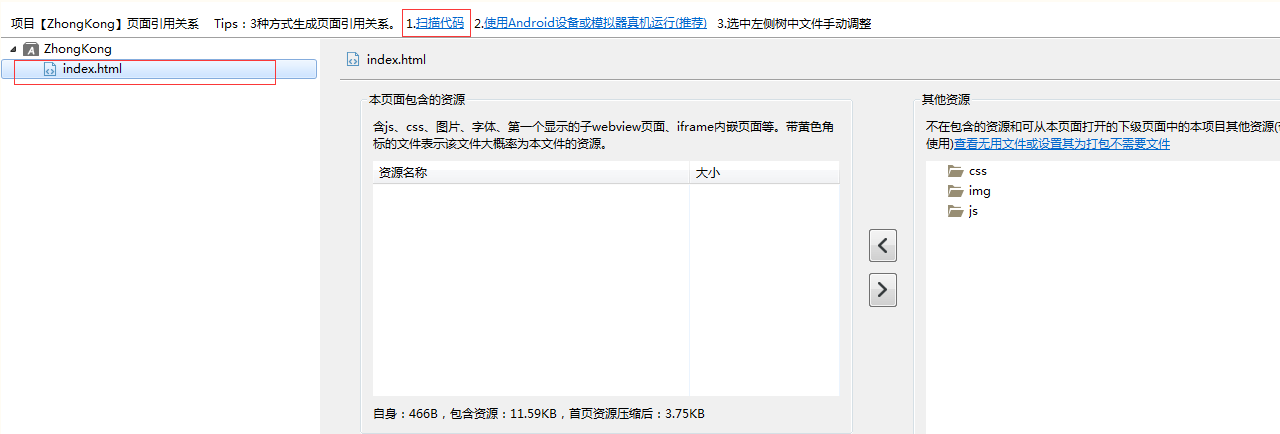 项目【ZhongKong】页面引用关系 Tips：3种方式生成页面引用关系。 1.扫描代码 2.使用Android设备或模拟器真机运行(推荐) 3.选中左侧树中文件手动调整
ZhongKong
index.html
index.html
本页面包含的资源
含js、css、图片、字体、第一个显示的子webview页面、iframe内嵌页面等。带黄色角
标的文件表示该文件大概率为本文件的资源。
资源名称 大小
自身：466B，包含资源：11.59KB，首页资源压缩后：3.75KB
其他资源
不在包含的资源和可从本页面打开的下级页面中的本项目其他资源(
使用)查看无用文件或设置其为打包不需要文件
css
img
js